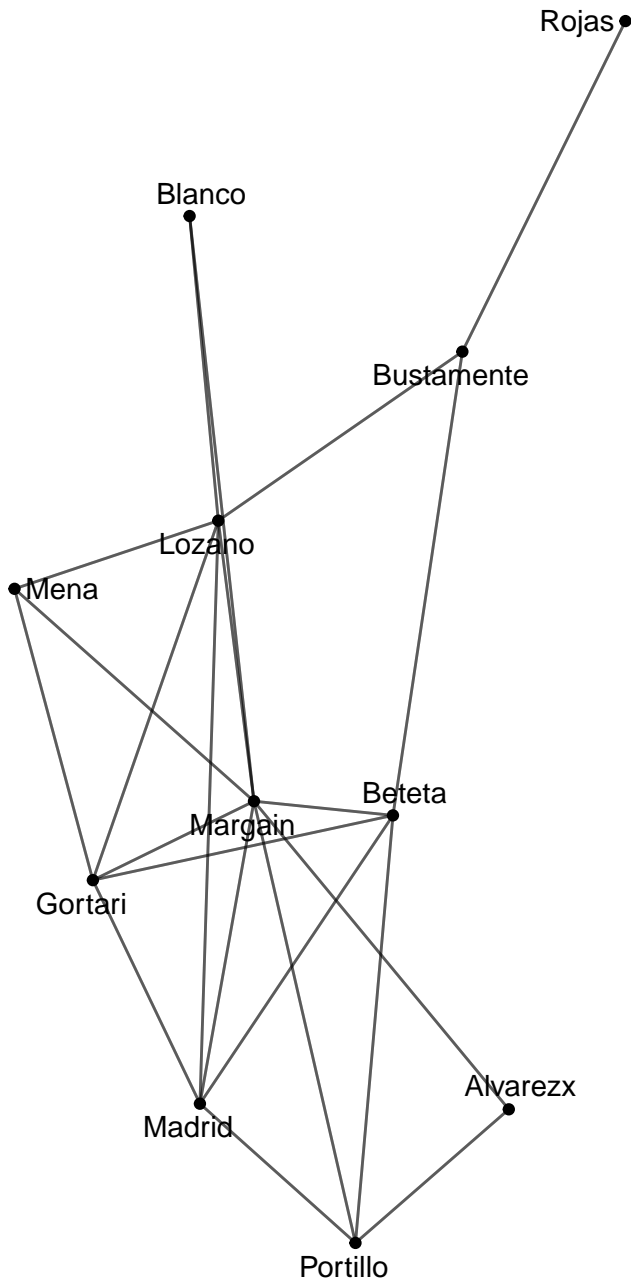 Rojas
Blanco
Bustamente
Lozano
Mena
Beteta
Margain
Gortari
Alvarezx
Madrid
Portillo